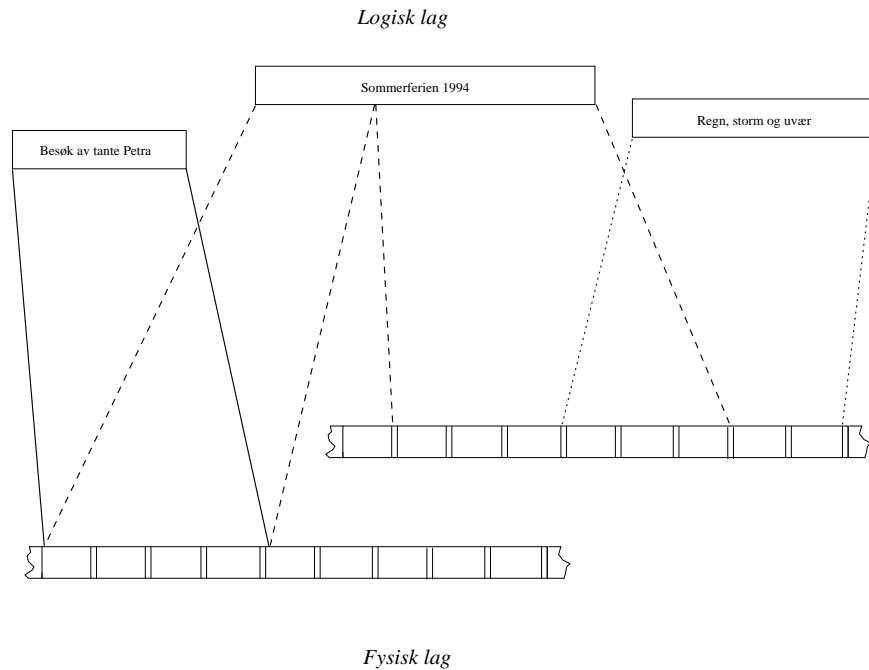 Logisk lag
Sommerferien 1994
Regn, storm og uvær
Besøk av tante Petra
Fysisk lag